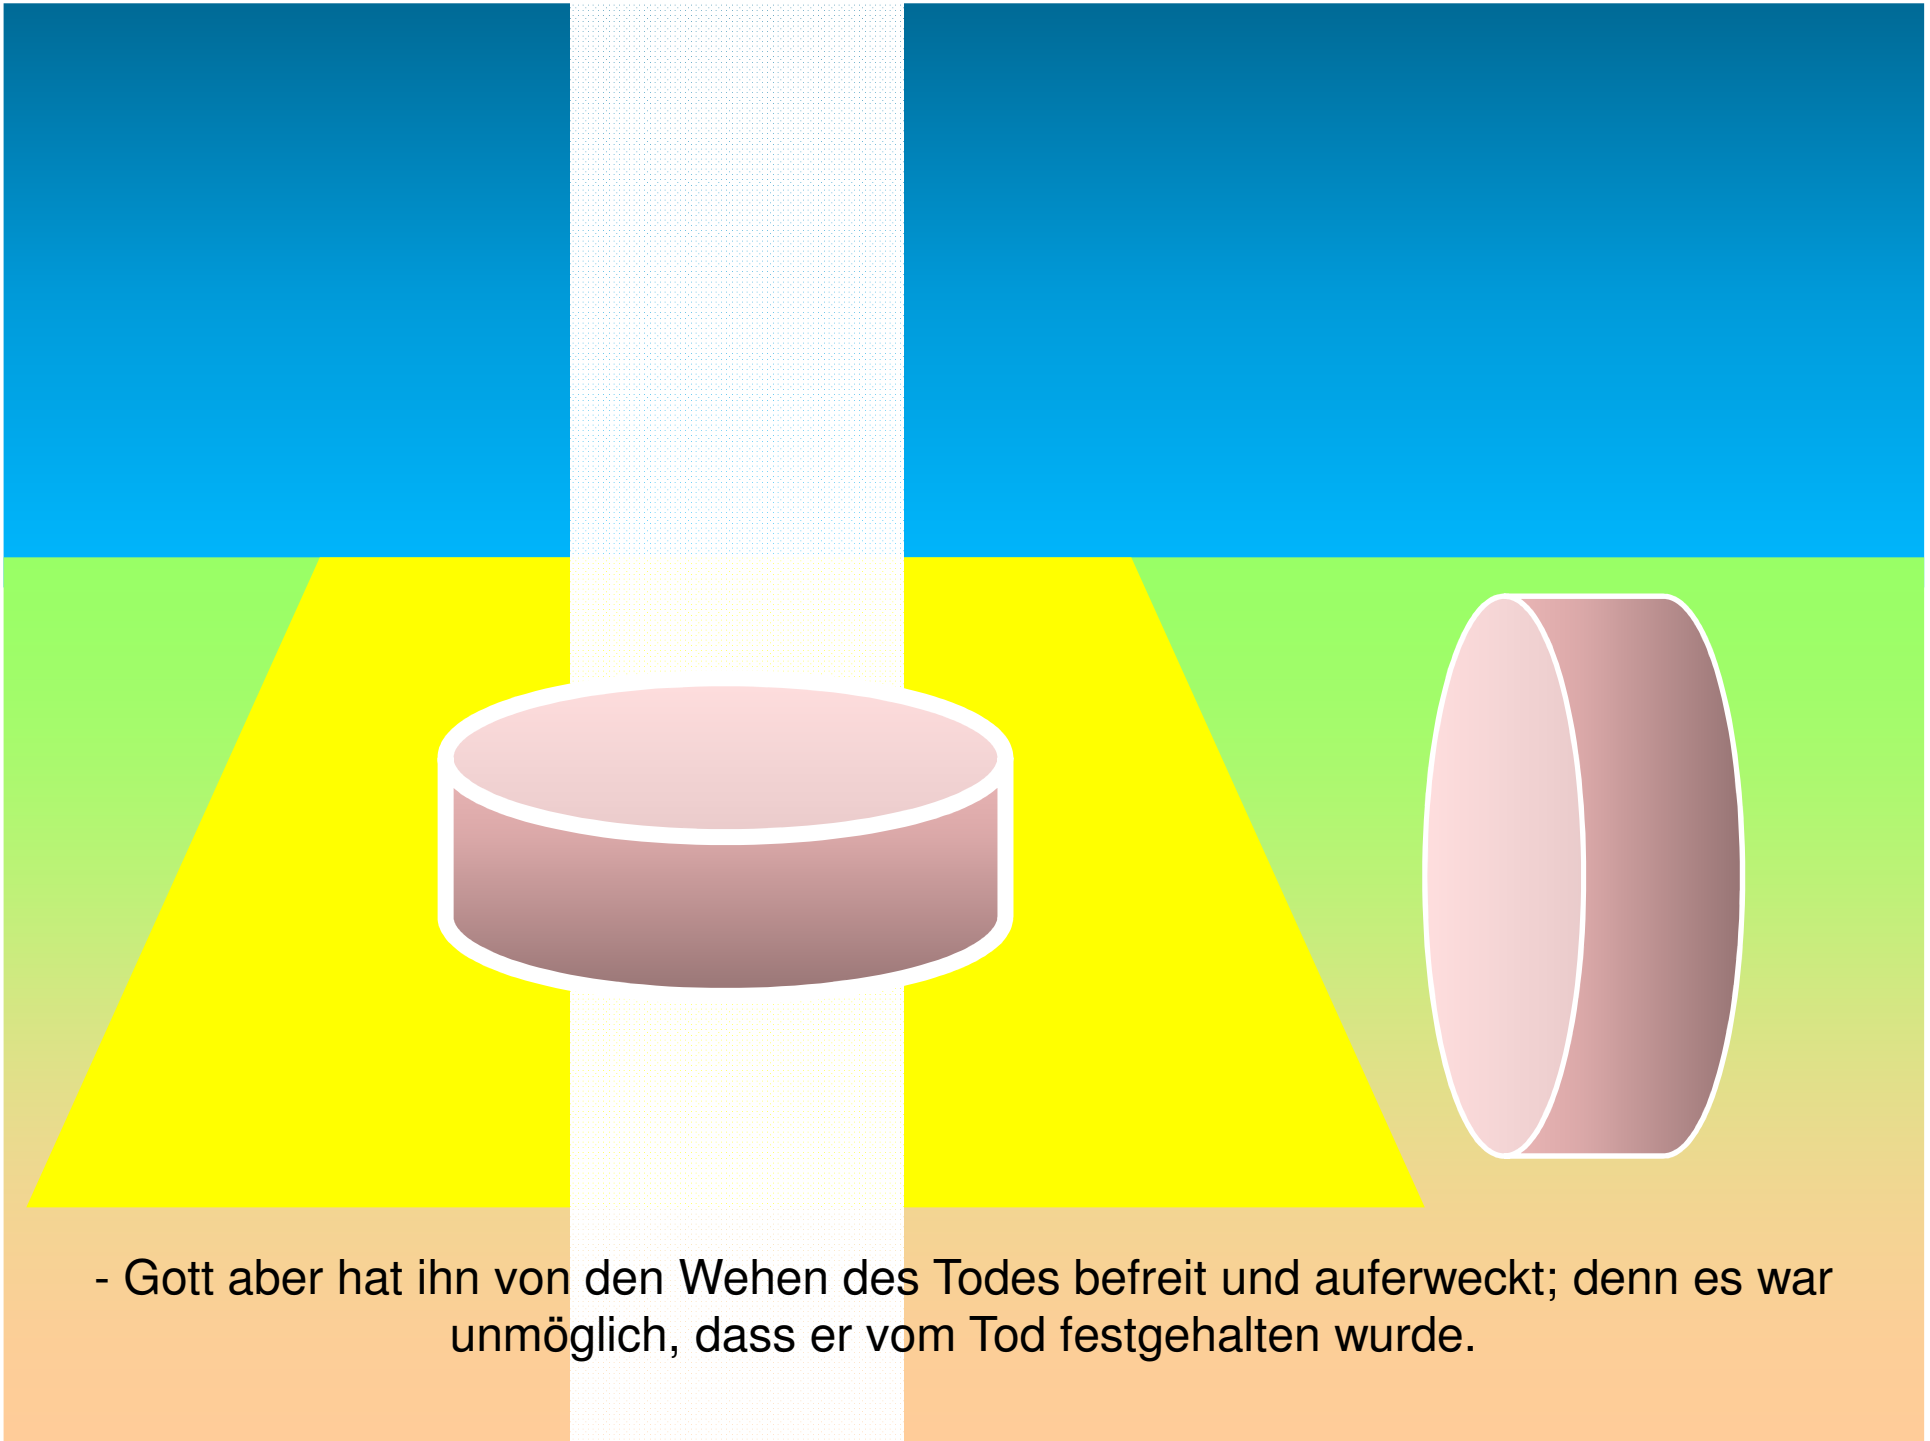 - Gott aber hat ihn von den Wehen des Todes befreit und auferweckt; denn es war
unmöglich, dass er vom Tod festgehalten wurde.